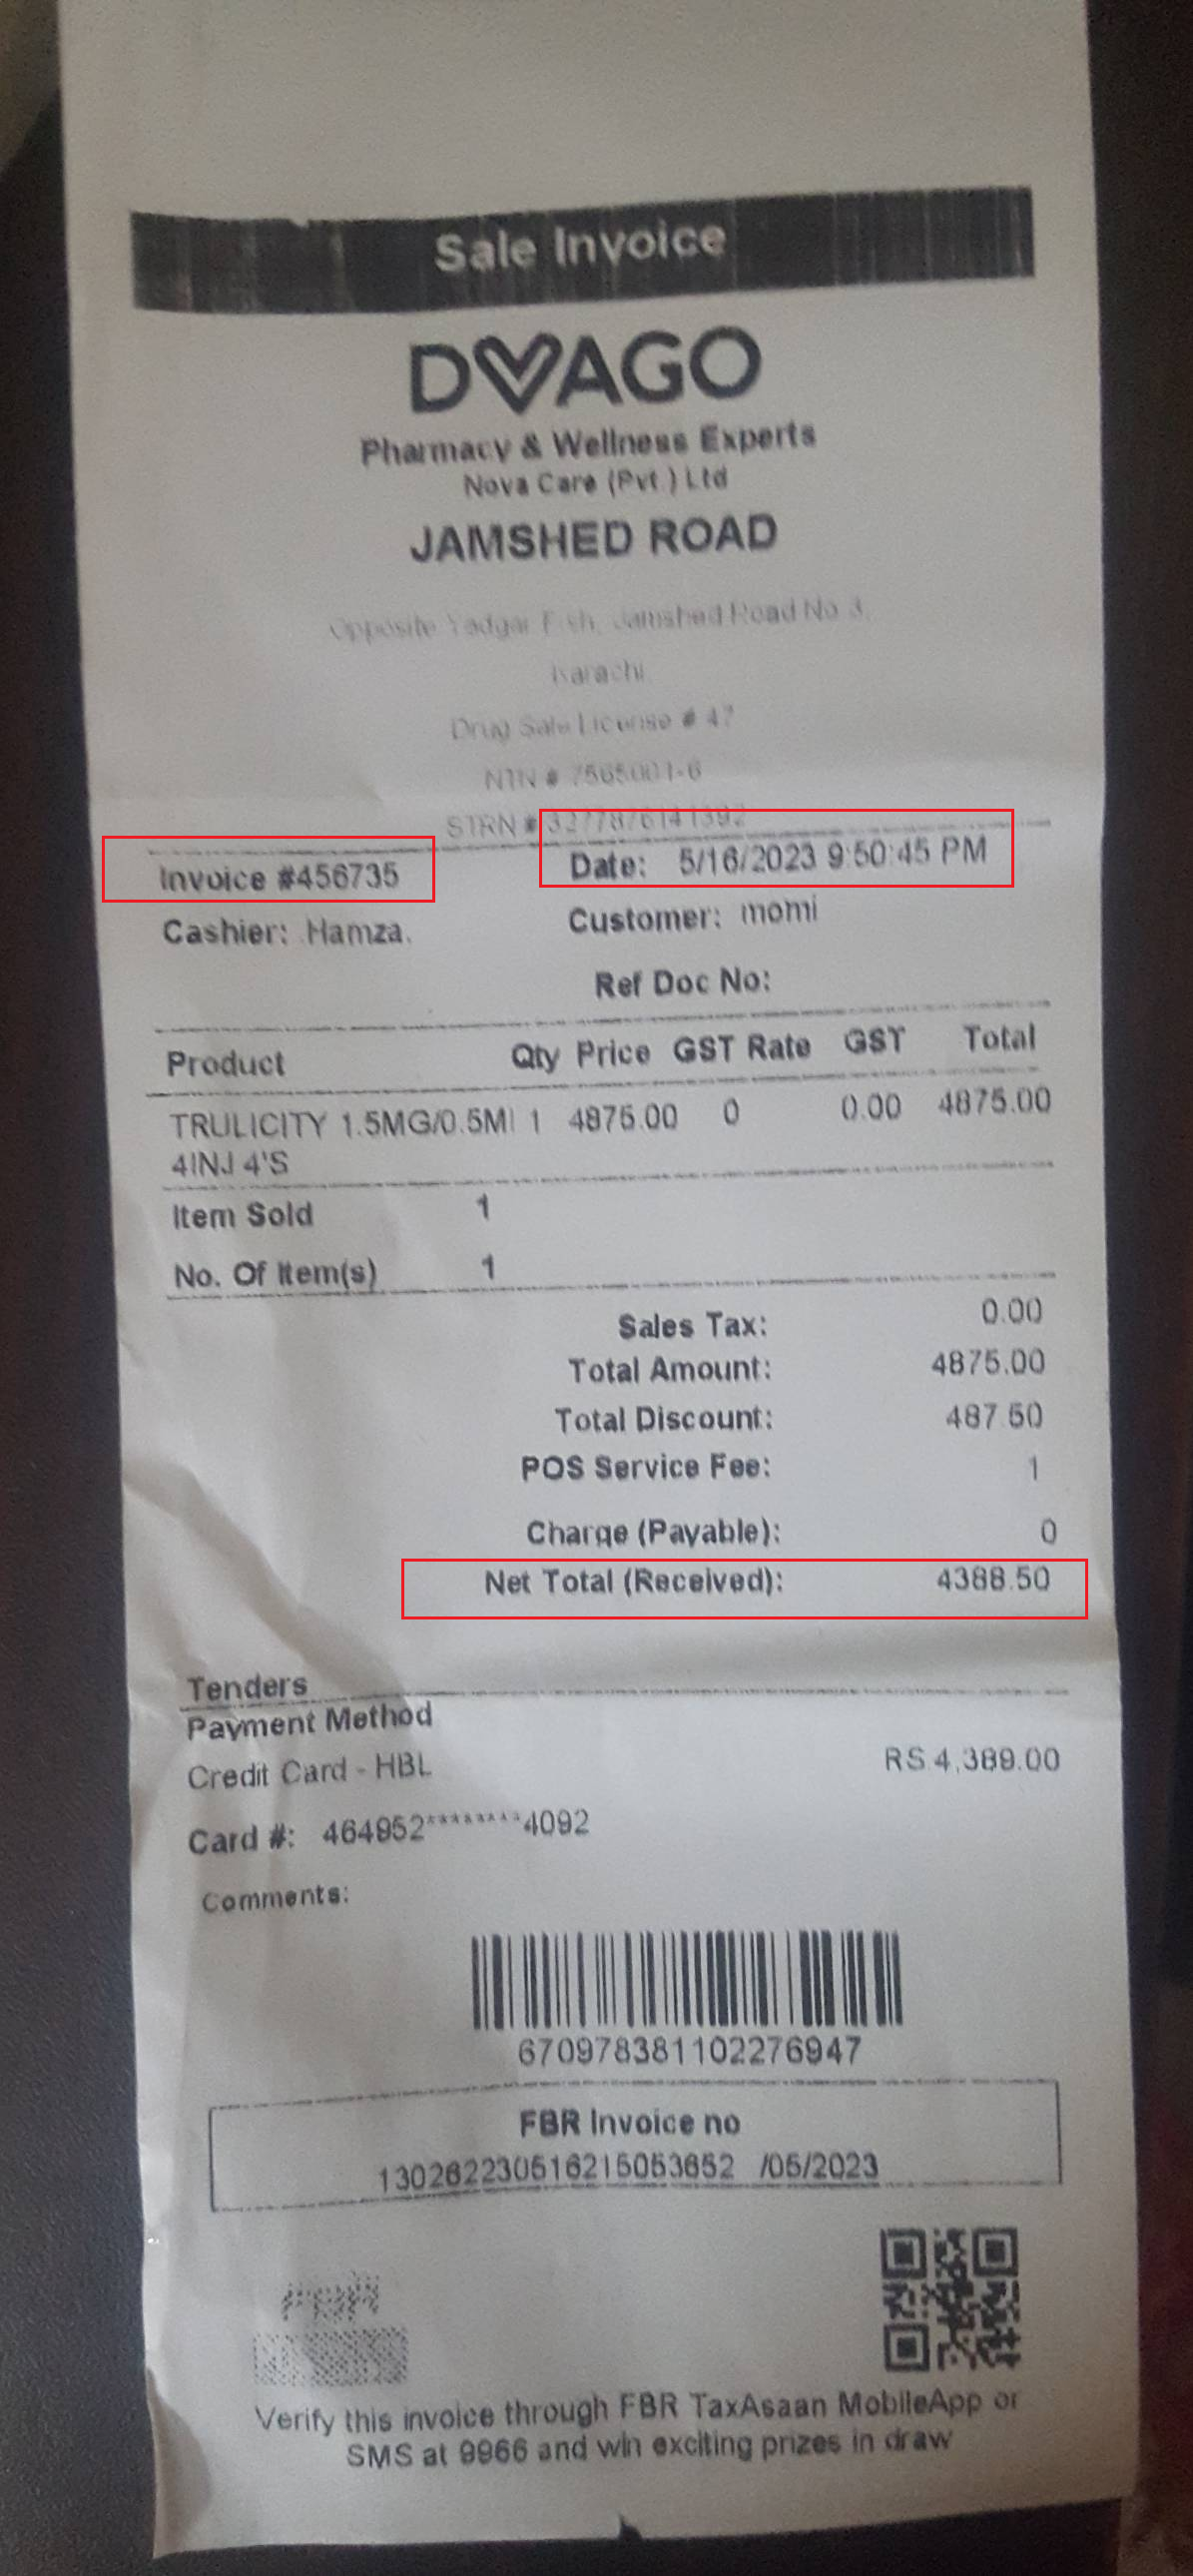 Sale Invoice
DVAGO
Pharmacy & Wellness Experts
Nova Care (Pvt.) Ltd
JAMSHED ROAD
Opposite Yadgar Fish, Jamshed Road No 3,
Karachi
Drug Sale License # 47
NTN # 7565001-6
STRN # 3277876141392
Invoice #456735 Date: 5/16/2023 9:50:45 PM
Cashier: Hamza. Customer: momi
Ref Doc No:
Product Qty Price GST Rate GST Total
TRULICITY 1.5MG/0.5Ml 1 4875.00 0 0.00 4875.00
4INJ 4'S
Item Sold 1
No. Of Item(s) 1
Sales Tax: 0.00
Total Amount: 4875.00
Total Discount: 487.50
POS Service Fee: 1
Charge (Payable): 0
Net Total (Received): 4388.50
Tenders
Payment Method
Credit Card - HBL RS.4,389.00
Card #: 464952********4092
Comments:
670978381102276947
FBR Invoice no
130262230516215053652 /05/2023
FBR
Verify this invoice through FBR TaxAsaan MobileApp or
SMS at 9966 and win exciting prizes in draw